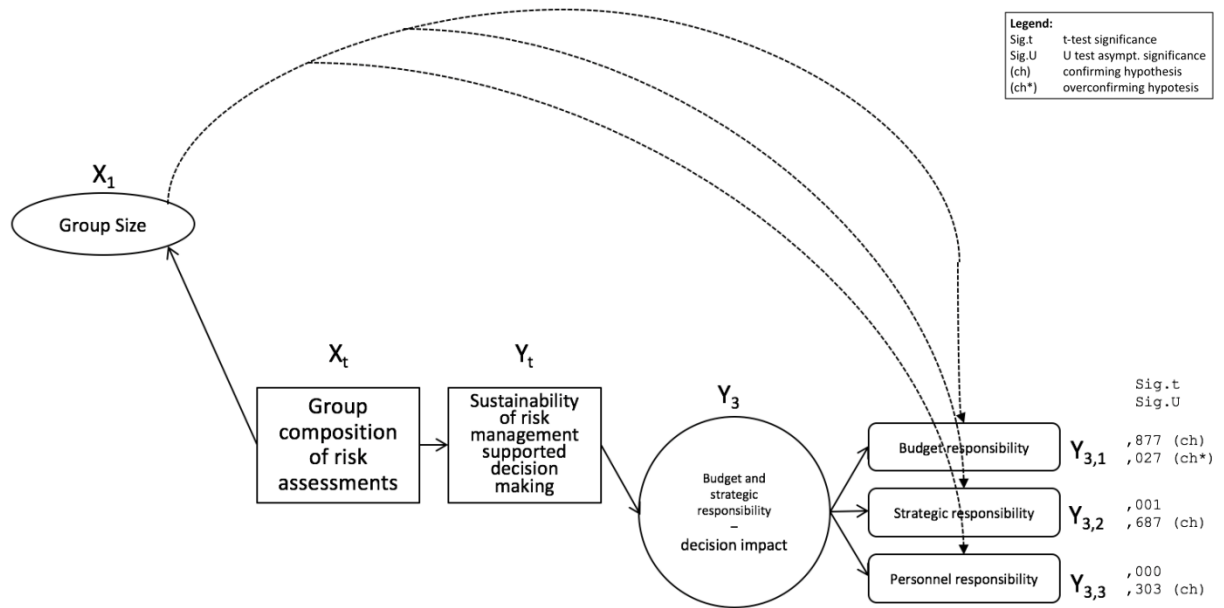 Legend:
Sig.t t-test significance
Sig.U U test asympt. significance
(ch) confirming hypothesis
(ch*) overconfirming hypotesis
X1
Group Size
Xt
Group
composition
of risk
assessments
Yt
Sustainability
of risk
management
supported
decision
making
Y3
Budget and
strategic
responsibility
–
decision impact
Sig.t
Sig.U
Budget responsibility
Y3,1
,877 (ch)
,027 (ch*)
Strategic responsibility
Y3,2
,001
,687 (ch)
Personnel responsibility
Y3,3
,000
,303 (ch)